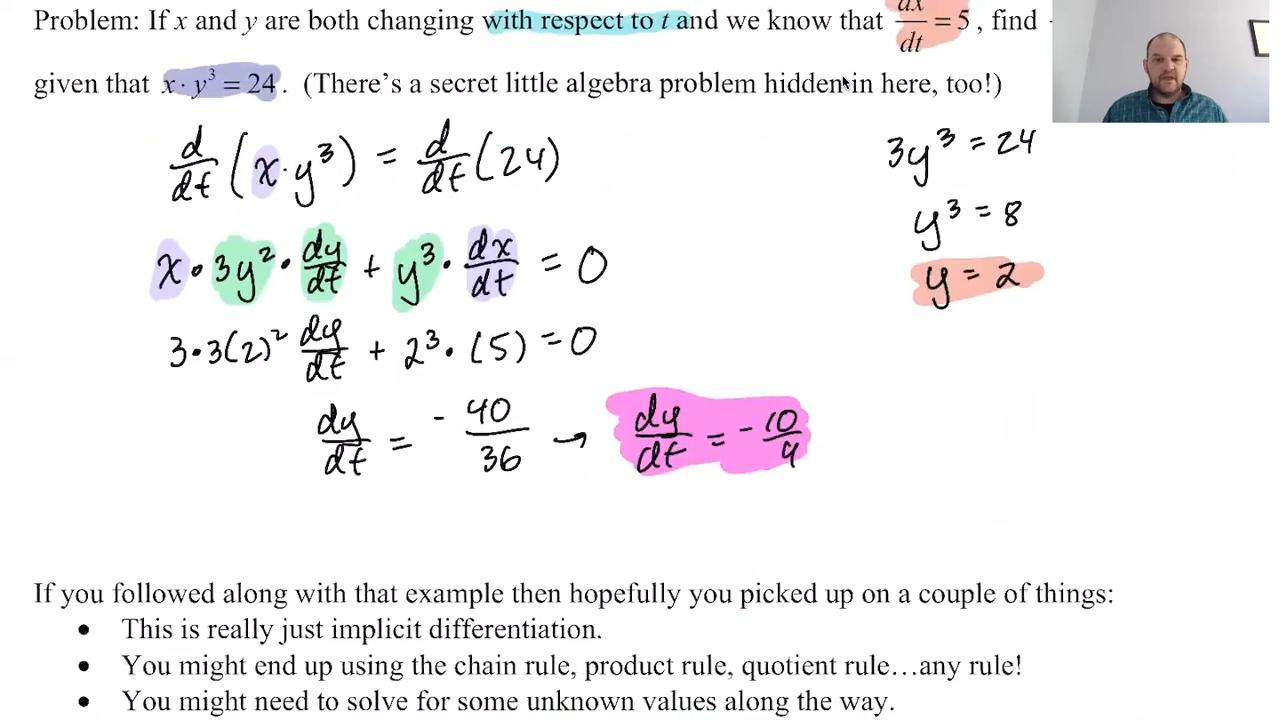 Problem: If x and y are both changing with respect to t and we know that dx/dt = 5, find
given that x · y³ = 24. (There's a secret little algebra problem hidden in here, too!)
d/dt (x · y³) = d/dt (24)
x · 3y² · dy/dt + y³ · dx/dt = 0
3 · 3(2)² dy/dt + 2³ · (5) = 0
dy/dt = - 40/36 → dy/dt = - 10/9
3y³ = 24
y³ = 8
y = 2
If you followed along with that example then hopefully you picked up on a couple of things:
• This is really just implicit differentiation.
• You might end up using the chain rule, product rule, quotient rule…any rule!
• You might need to solve for some unknown values along the way.